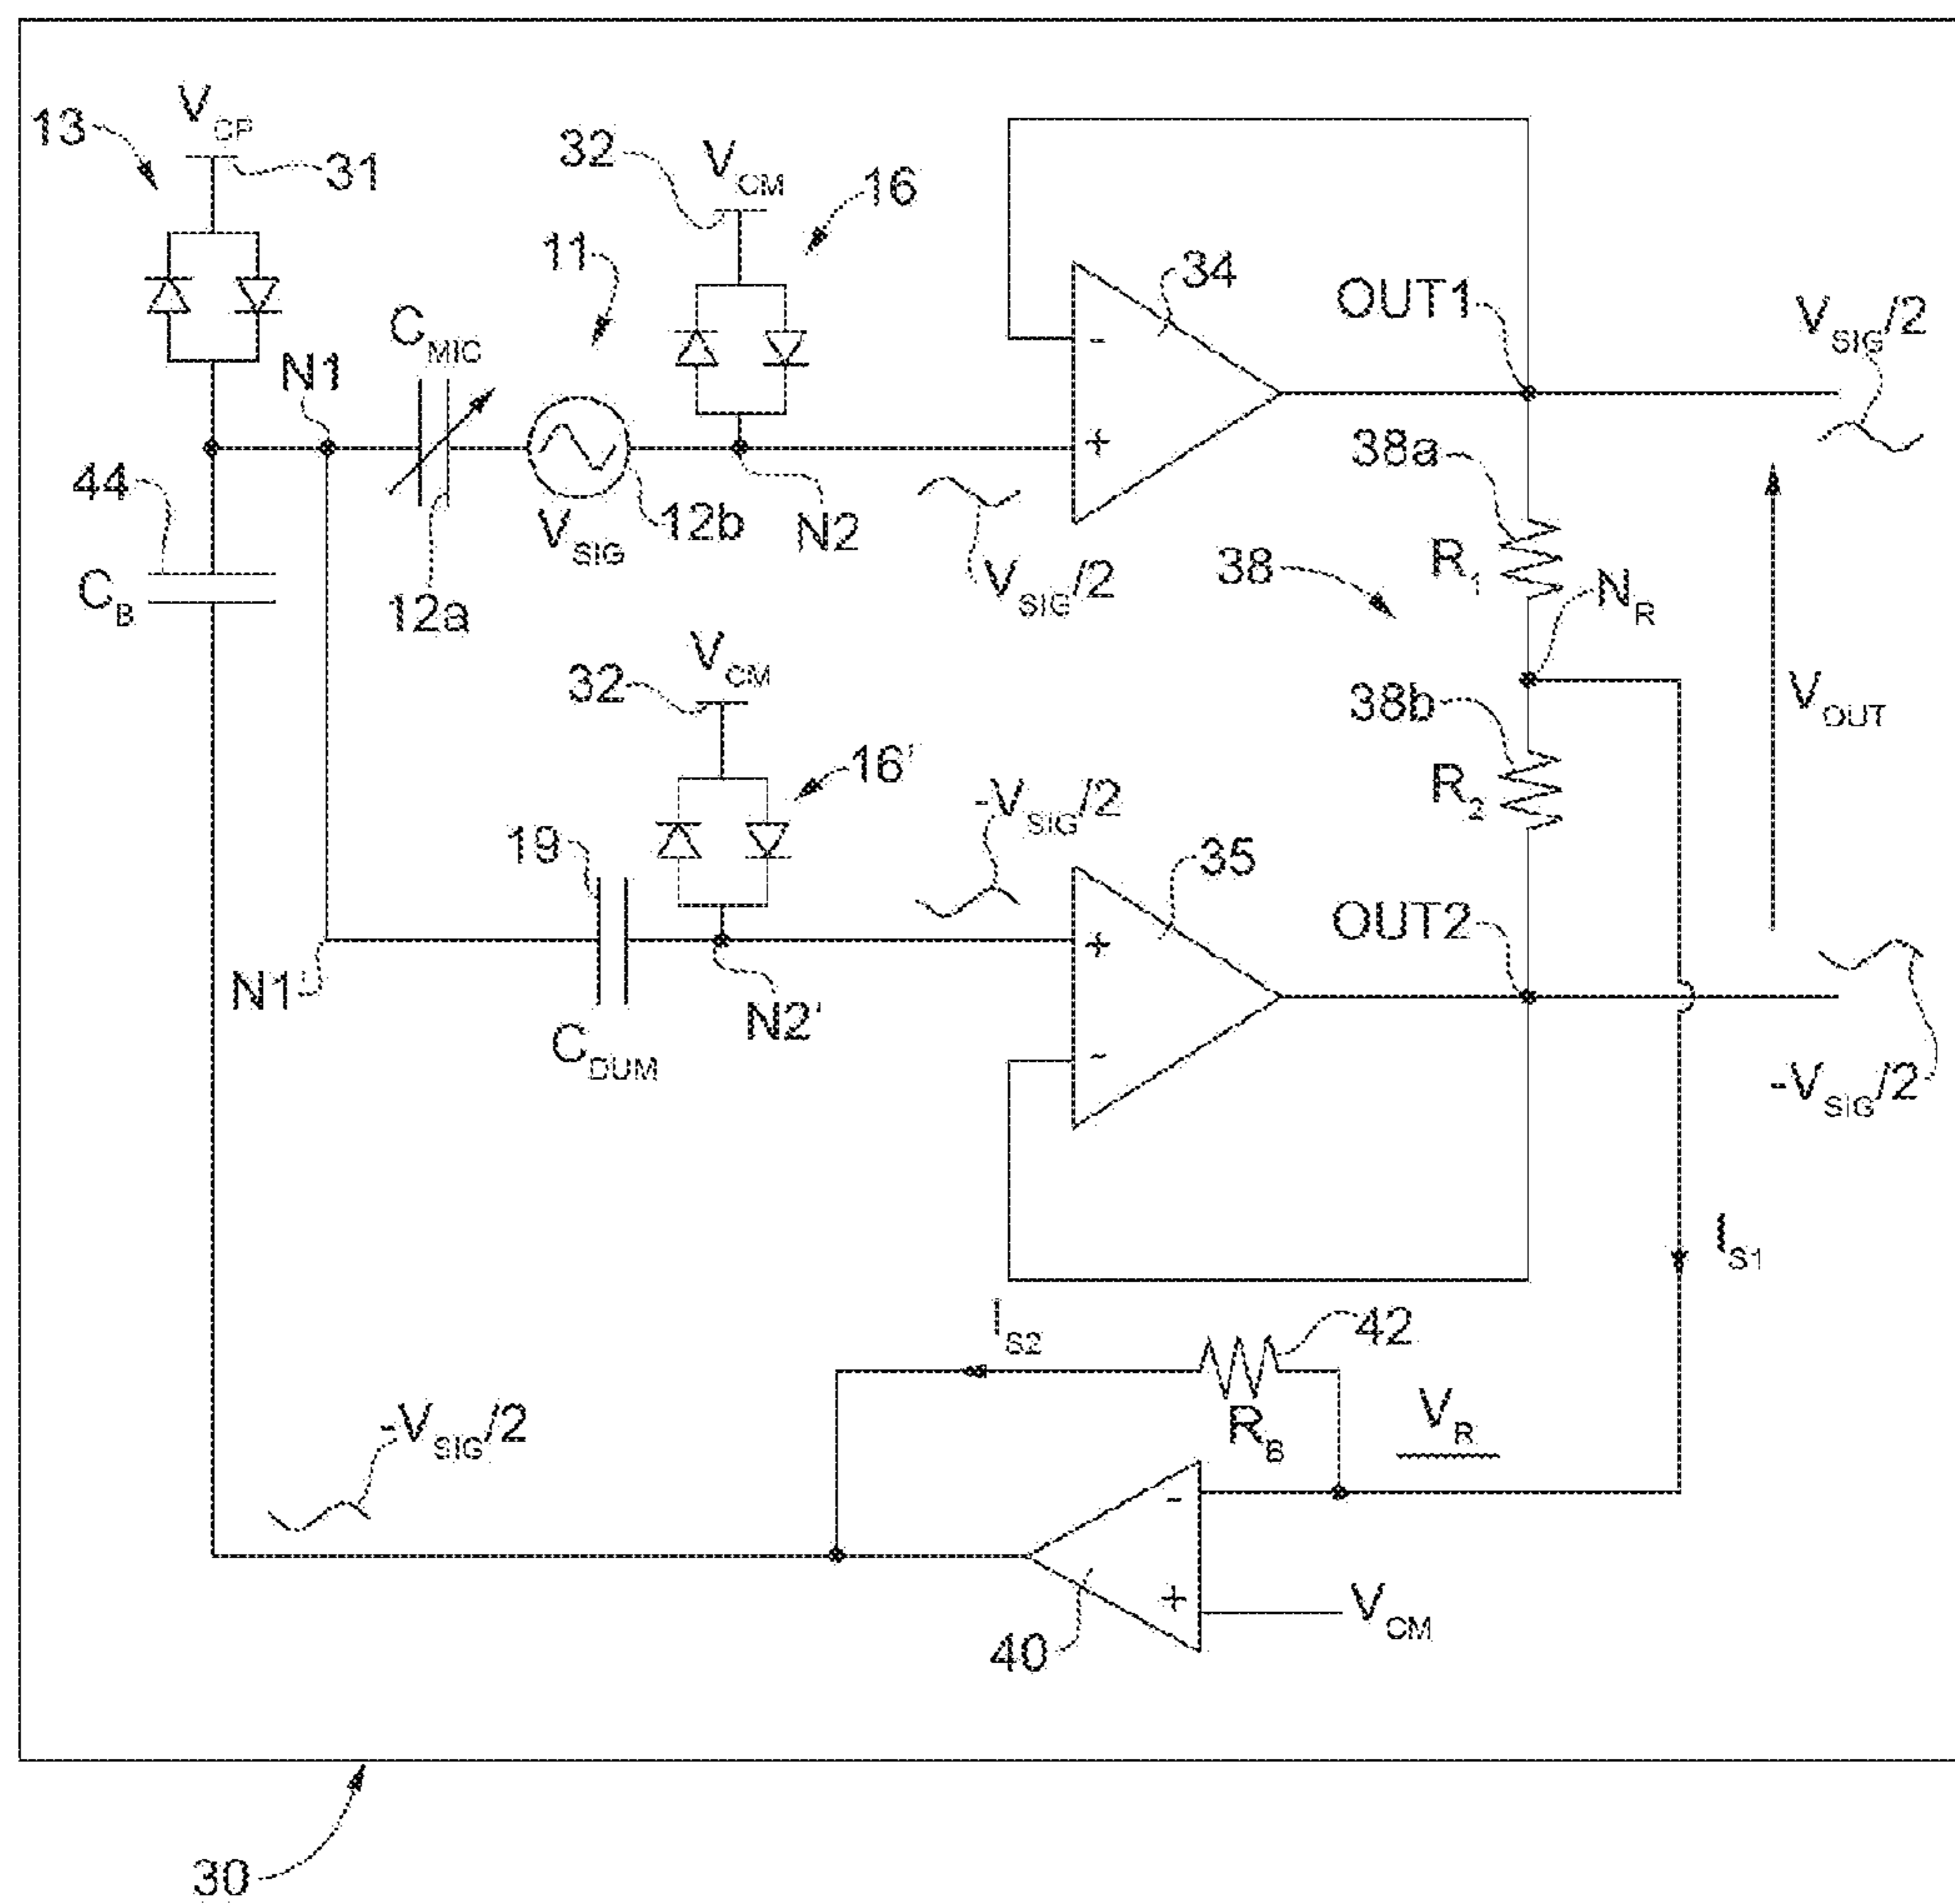 13
V_CP
31
32
V_CM
16
11
34
OUT1
V_SIG/2
C_MIC
N1
-
+
38a
44
12b
N2
V_SIG
V_SIG/2
38
R_1
N_R
C_B
12a
32
V_CM
38b
V_OUT
R_2
16'
-V_SIG/2
19
35
+
OUT2
N1'
N2'
C_DUM
-
-V_SIG/2
I_S1
I_S2
42
R_B
V_R
-V_SIG/2
-
+
V_CM
40
30